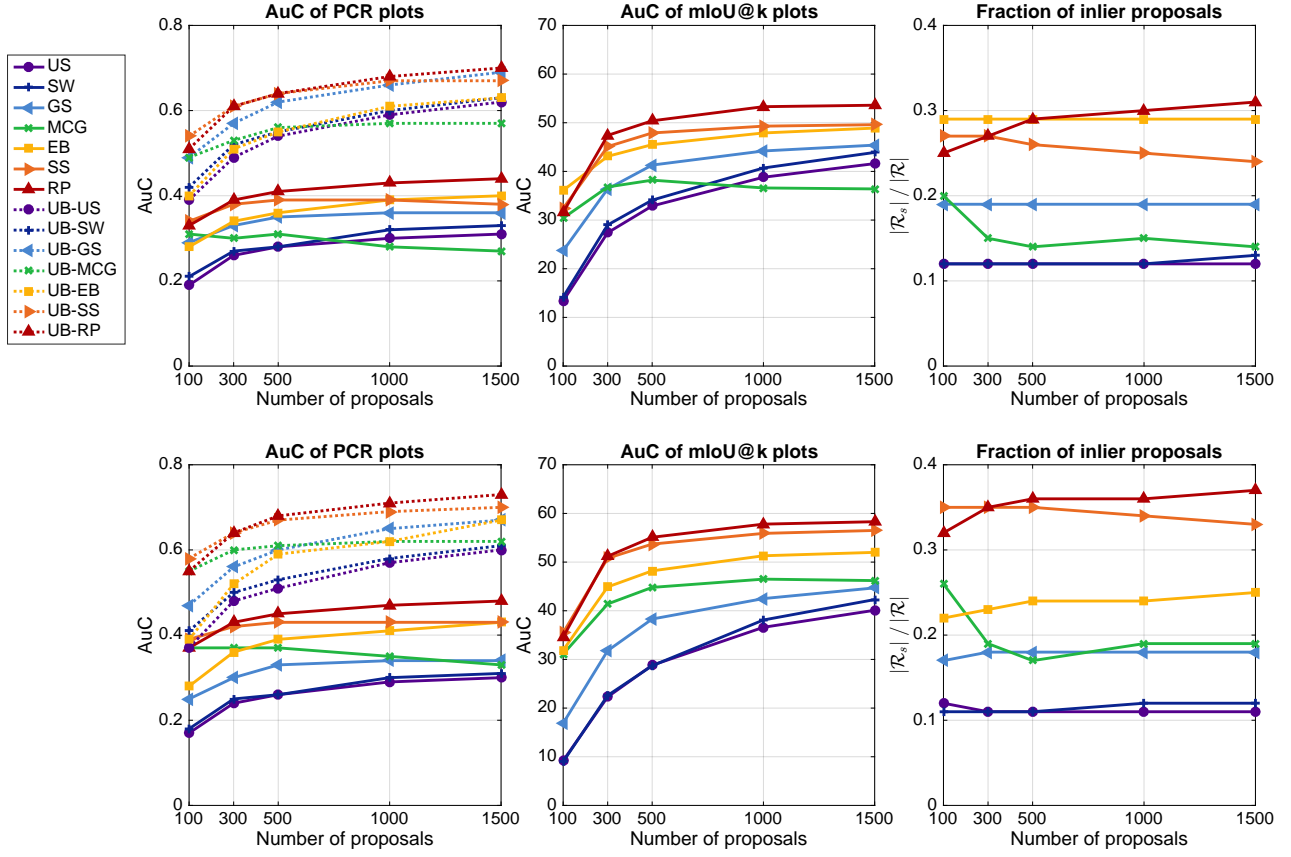 AuC of PCR plots
AuC of mIoU@k plots
Fraction of inlier proposals
US
SW
GS
MCG
EB
SS
RP
UB-US
UB-SW
UB-GS
UB-MCG
UB-EB
UB-SS
UB-RP
AuC
0.8
0.6
0.4
0.2
0
100 300 500 1000 1500
Number of proposals
AuC
70
60
50
40
30
20
10
0
100 300 500 1000 1500
Number of proposals
|ℛₛ| / |ℛ|
0.4
0.3
0.2
0.1
0
100 300 500 1000 1500
Number of proposals
AuC of PCR plots
AuC of mIoU@k plots
Fraction of inlier proposals
AuC
0.8
0.6
0.4
0.2
0
100 300 500 1000 1500
Number of proposals
AuC
70
60
50
40
30
20
10
0
100 300 500 1000 1500
Number of proposals
|ℛₛ| / |ℛ|
0.4
0.3
0.2
0.1
0
100 300 500 1000 1500
Number of proposals